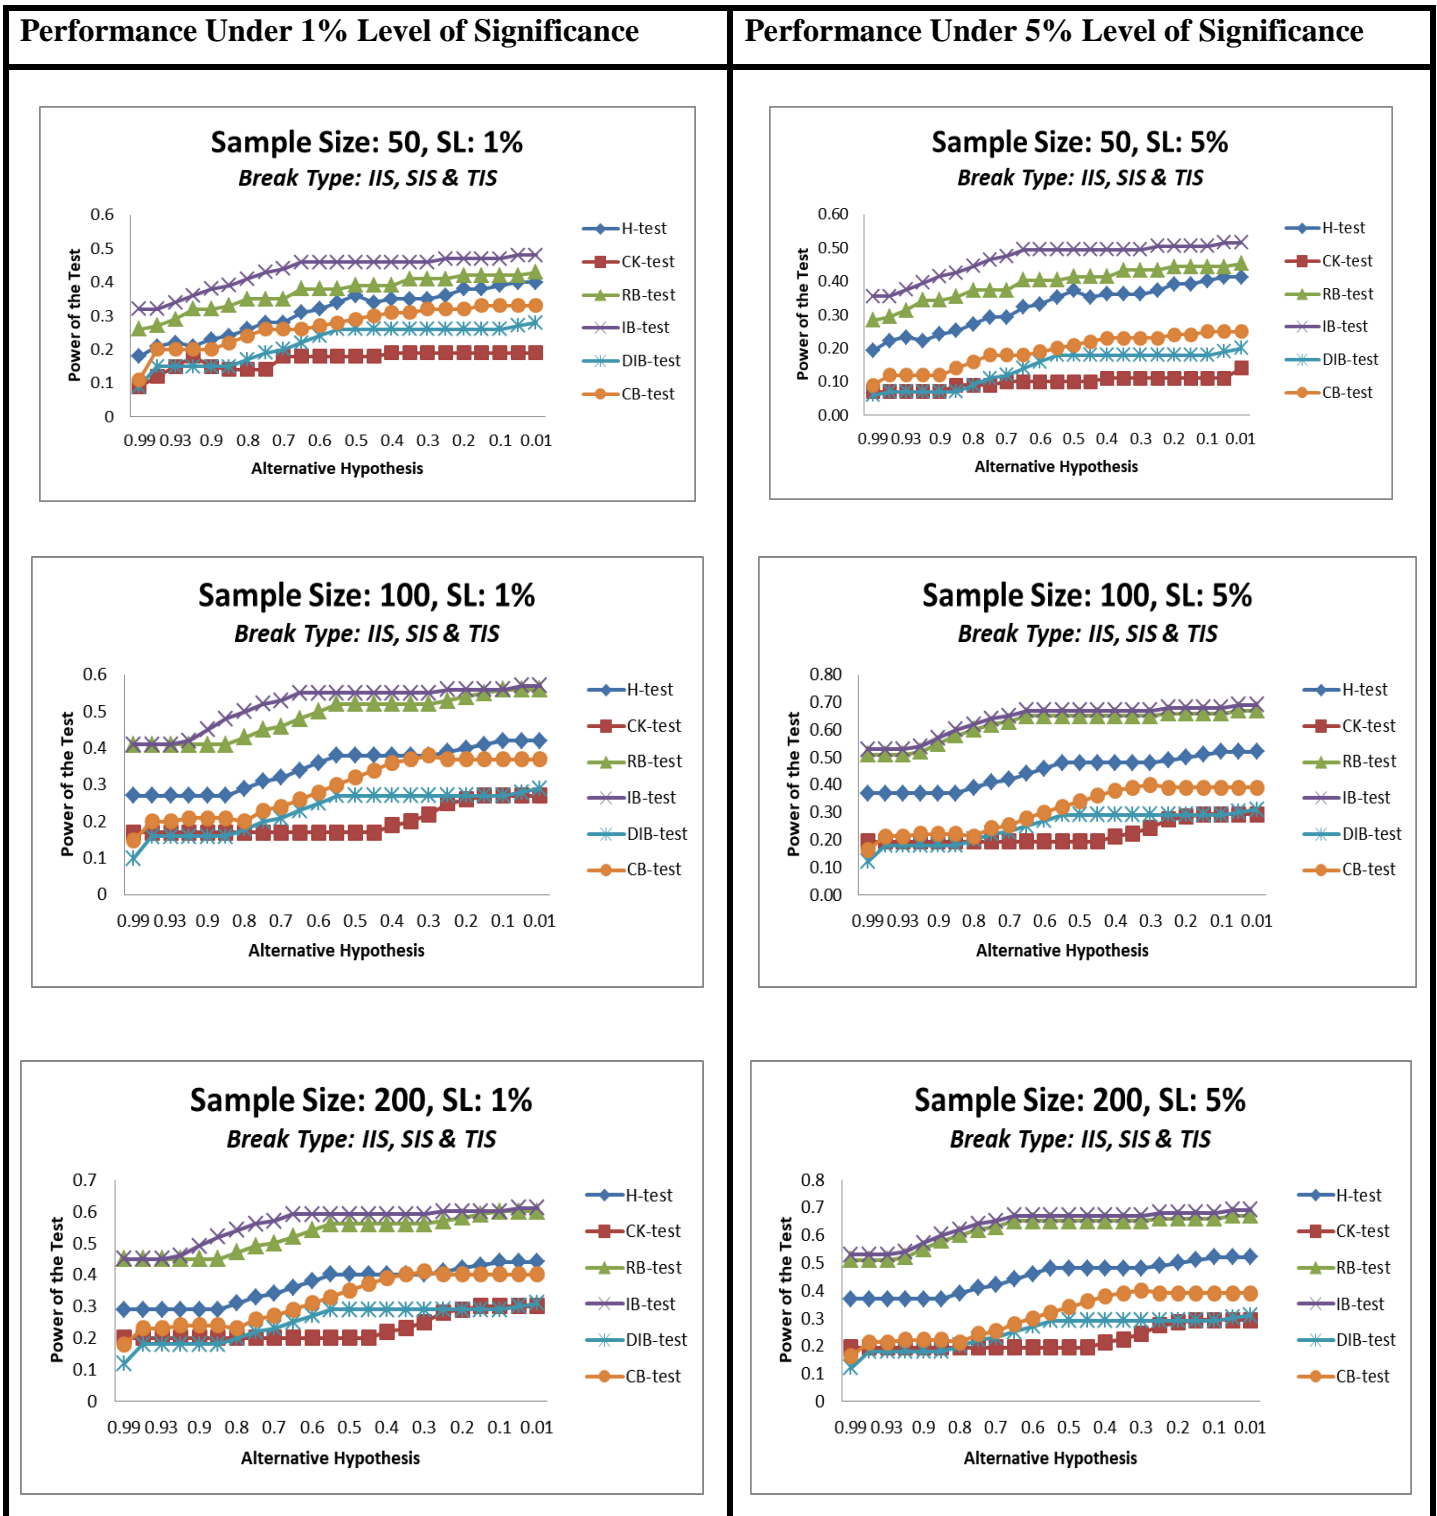 Performance Under 1% Level of Significance
Performance Under 5% Level of Significance
Sample Size: 50, SL: 1%
Break Type: IIS, SIS & TIS
Power of the Test
0.6
0.5
0.4
0.3
0.2
0.1
0
0.99 0.93 0.9 0.8 0.7 0.6 0.5 0.4 0.3 0.2 0.1 0.01
Alternative Hypothesis
H-test
CK-test
RB-test
IB-test
DIB-test
CB-test
Sample Size: 50, SL: 5%
Break Type: IIS, SIS & TIS
Power of the Test
0.60
0.50
0.40
0.30
0.20
0.10
0.00
0.99 0.93 0.9 0.8 0.7 0.6 0.5 0.4 0.3 0.2 0.1 0.01
Alternative Hypothesis
H-test
CK-test
RB-test
IB-test
DIB-test
CB-test
Sample Size: 100, SL: 1%
Break Type: IIS, SIS & TIS
Power of the Test
0.6
0.5
0.4
0.3
0.2
0.1
0
0.99 0.93 0.9 0.8 0.7 0.6 0.5 0.4 0.3 0.2 0.1 0.01
Alternative Hypothesis
H-test
CK-test
RB-test
IB-test
DIB-test
CB-test
Sample Size: 100, SL: 5%
Break Type: IIS, SIS & TIS
Power of the Test
0.80
0.70
0.60
0.50
0.40
0.30
0.20
0.10
0.00
0.99 0.93 0.9 0.8 0.7 0.6 0.5 0.4 0.3 0.2 0.1 0.01
Alternative Hypothesis
H-test
CK-test
RB-test
IB-test
DIB-test
CB-test
Sample Size: 200, SL: 1%
Break Type: IIS, SIS & TIS
Power of the Test
0.7
0.6
0.5
0.4
0.3
0.2
0.1
0
0.99 0.93 0.9 0.8 0.7 0.6 0.5 0.4 0.3 0.2 0.1 0.01
Alternative Hypothesis
H-test
CK-test
RB-test
IB-test
DIB-test
CB-test
Sample Size: 200, SL: 5%
Break Type: IIS, SIS & TIS
Power of the Test
0.8
0.7
0.6
0.5
0.4
0.3
0.2
0.1
0
0.99 0.93 0.9 0.8 0.7 0.6 0.5 0.4 0.3 0.2 0.1 0.01
Alternative Hypothesis
H-test
CK-test
RB-test
IB-test
DIB-test
CB-test